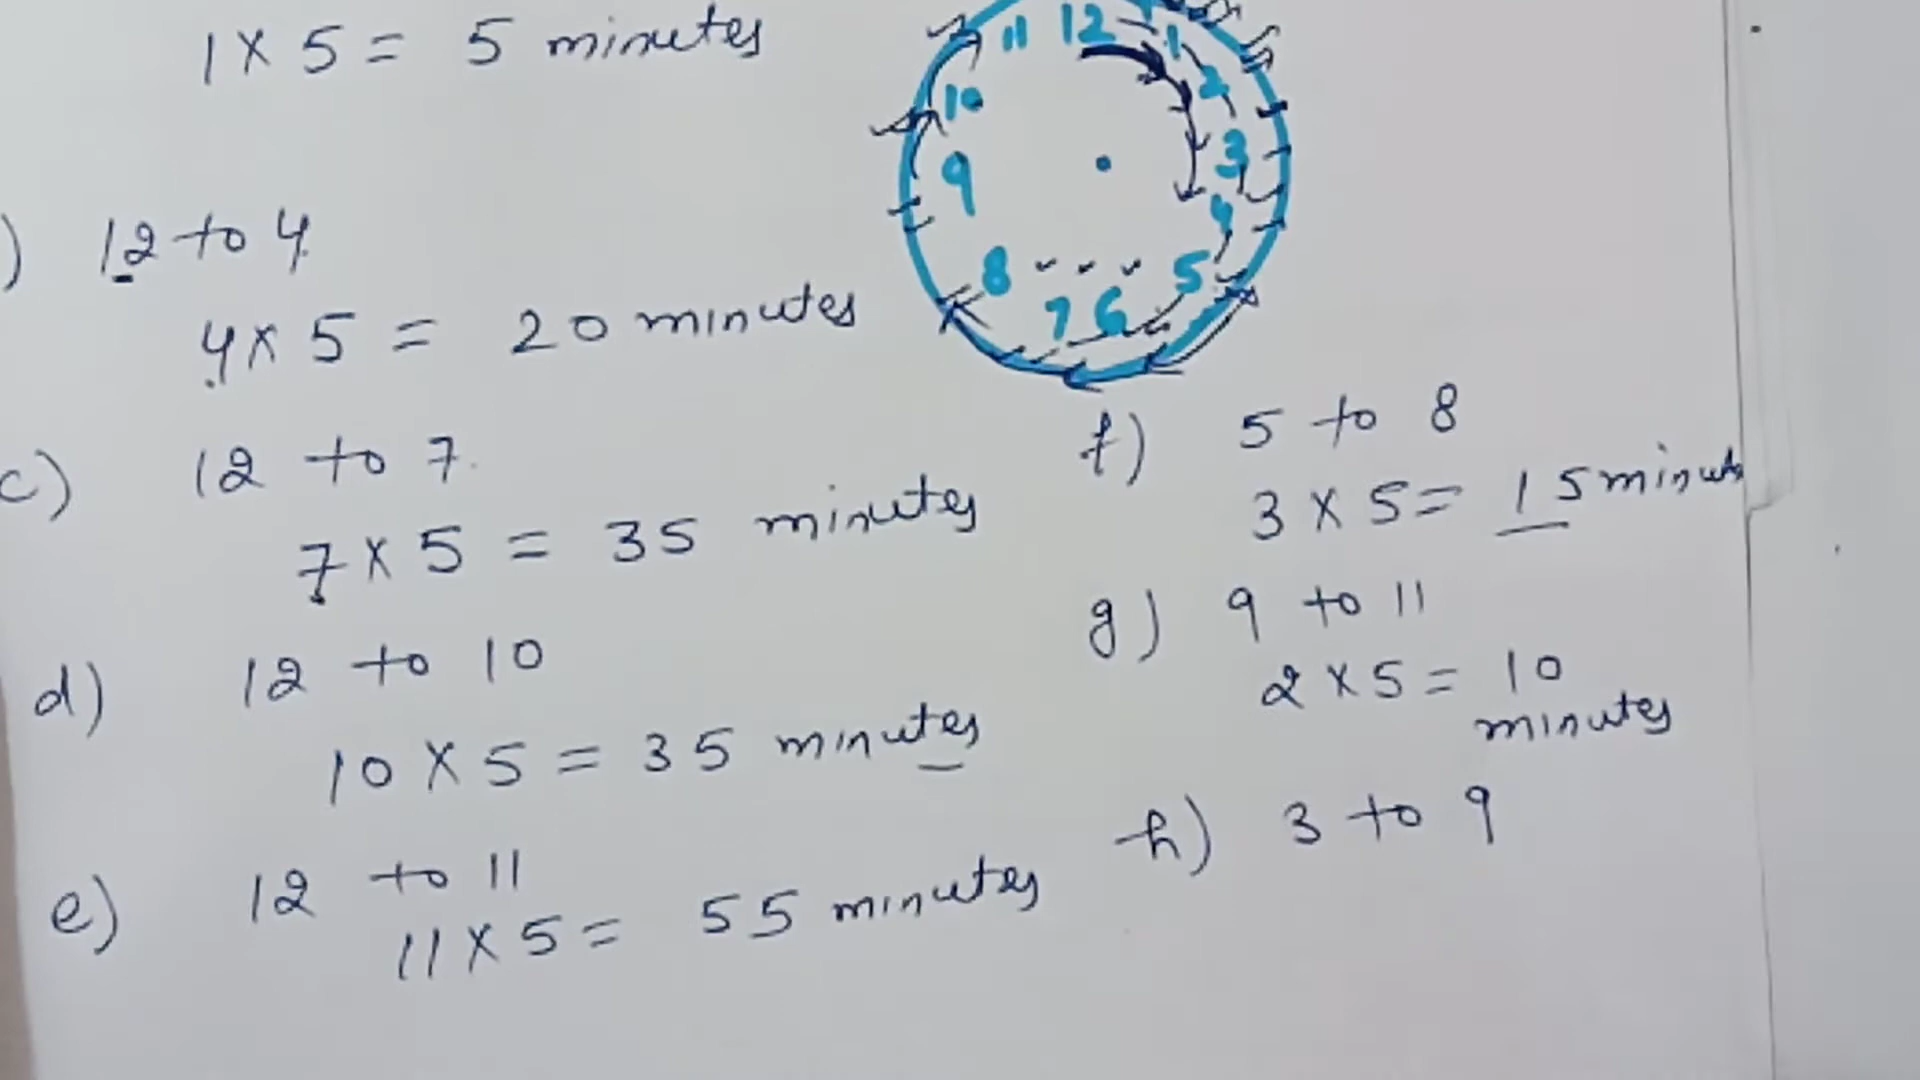 1 x 5 = 5 minutes
11 12 1
10 2
9 3
8 4
7 6 5
) 12 to 4
4 x 5 = 20 minutes
c) 12 to 7
7 x 5 = 35 minutes
d) 12 to 10
10 x 5 = 35 minutes
e) 12 to 11
11 x 5 = 55 minutes
f) 5 to 8
3 x 5 = 15 minuts
g) 9 to 11
2 x 5 = 10
minutes
h) 3 to 9